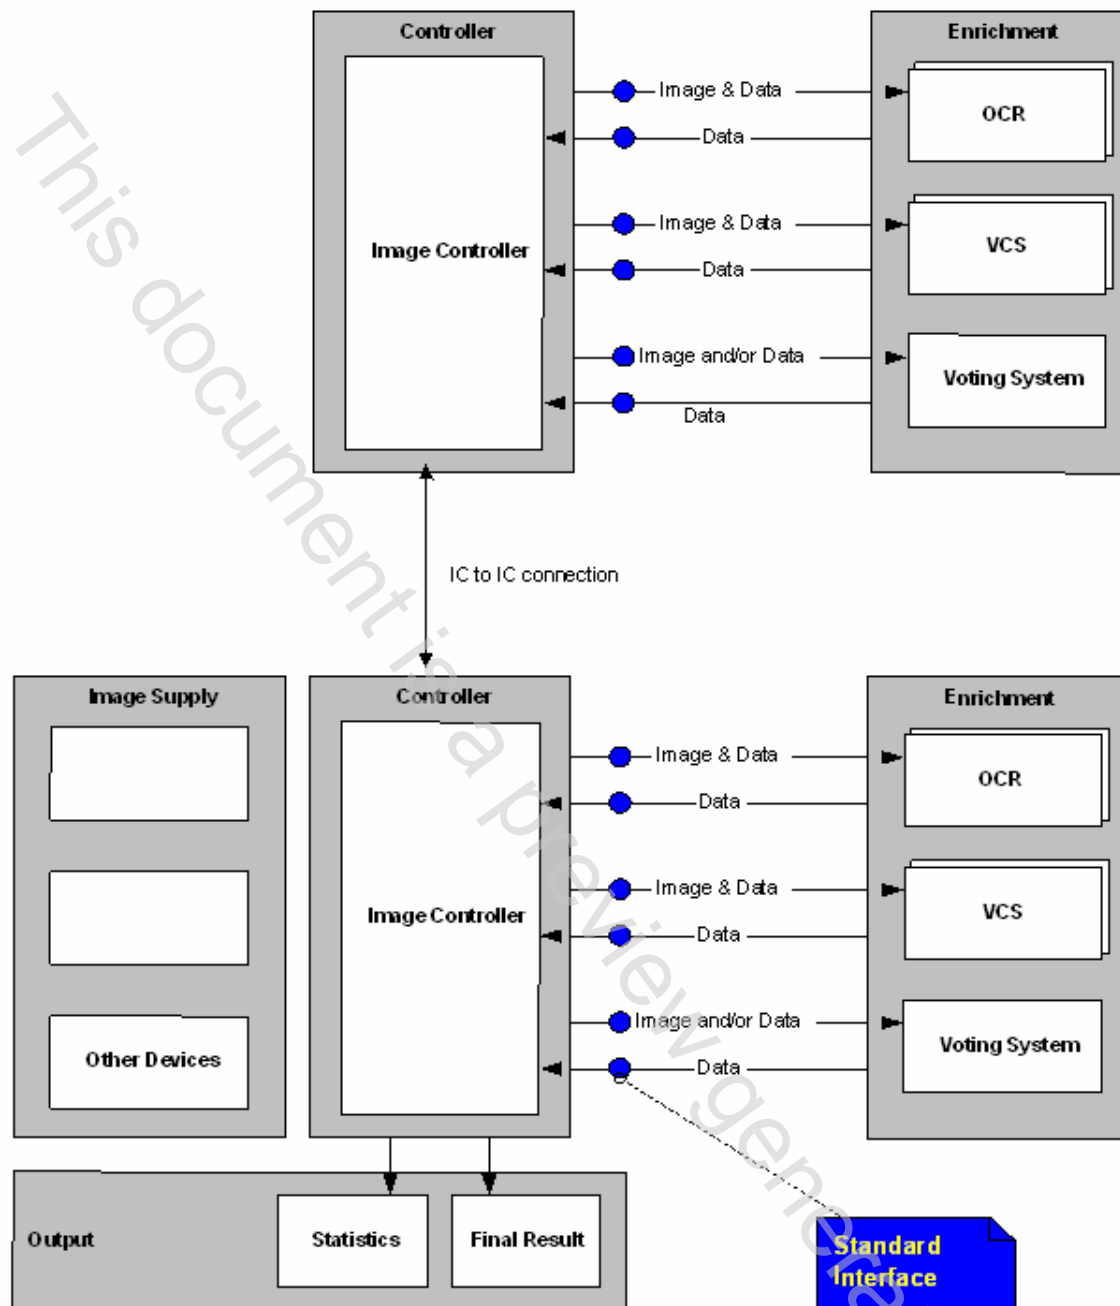 Controller
Enrichment
Image & Data
OCR
Data
Image & Data
VCS
Image Controller
Data
Image and/or Data
Voting System
Data
IC to IC connection
Image Supply
Controller
Enrichment
Image & Data
OCR
Data
Image & Data
VCS
Image Controller
Data
Image and/or Data
Voting System
Other Devices
Data
Output
Statistics
Final Result
Standard
Interface
This document is a preview genera